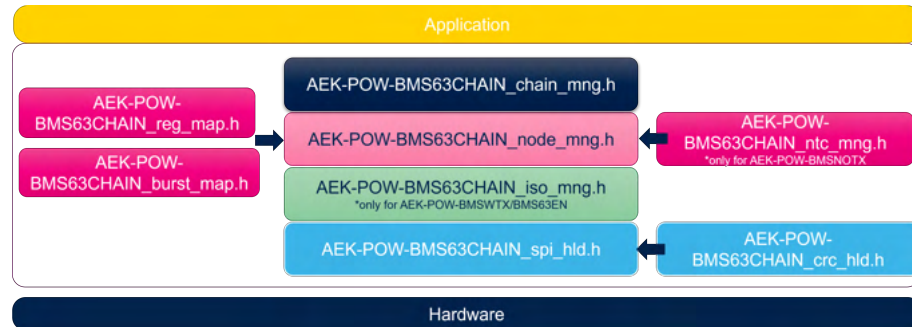 Application
AEK-POW-BMS63CHAIN_chain_mng.h
AEK-POW-
BMS63CHAIN_reg_map.h
AEK-POW-BMS63CHAIN_node_mng.h
AEK-POW-
BMS63CHAIN_ntc_mng.h
*only for AEK-POW-BMSNOTX
AEK-POW-
BMS63CHAIN_burst_map.h
AEK-POW-BMS63CHAIN_iso_mng.h
*only for AEK-POW-BMSWTX/BMS63EN
AEK-POW-BMS63CHAIN_spi_hld.h
AEK-POW-
BMS63CHAIN_crc_hld.h
Hardware